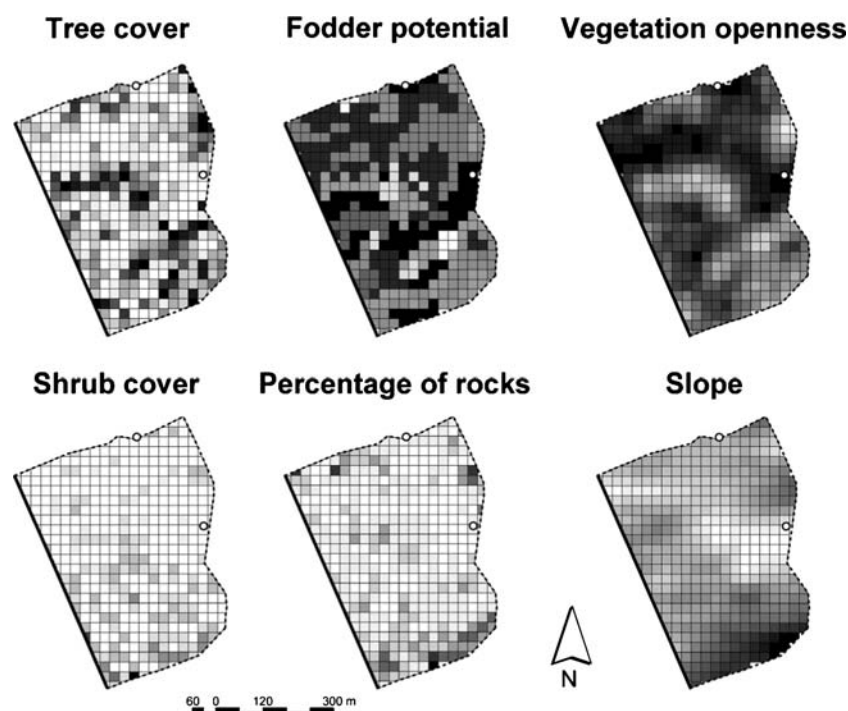 Tree cover Fodder potential Vegetation openness
Shrub cover Percentage of rocks Slope
N
60 0 120 300 m